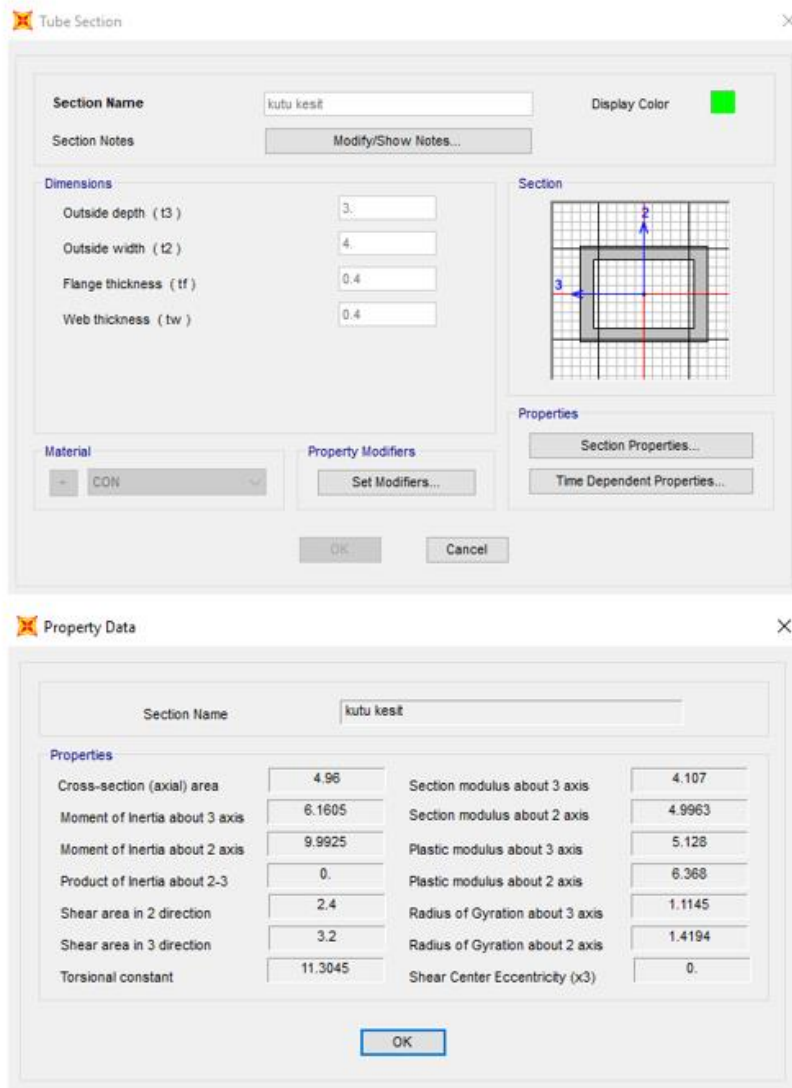 Tube Section
Section Name kutu kesit Display Color
Section Notes Modify/Show Notes...
Dimensions
Outside depth ( t3 ) 3.
Outside width ( t2 ) 4.
Flange thickness ( tf ) 0.4
Web thickness ( tw ) 0.4
Section
2
3
Properties
Section Properties...
Time Dependent Properties...
Material
+ CON
Property Modifiers
Set Modifiers...
OK Cancel
Property Data
Section Name kutu kesit
Properties
Cross-section (axial) area 4.96 Section modulus about 3 axis 4.107
Moment of Inertia about 3 axis 6.1605 Section modulus about 2 axis 4.9963
Moment of Inertia about 2 axis 9.9925 Plastic modulus about 3 axis 5.128
Product of Inertia about 2-3 0. Plastic modulus about 2 axis 6.368
Shear area in 2 direction 2.4 Radius of Gyration about 3 axis 1.1145
Shear area in 3 direction 3.2 Radius of Gyration about 2 axis 1.4194
Torsional constant 11.3045 Shear Center Eccentricity (x3) 0.
OK